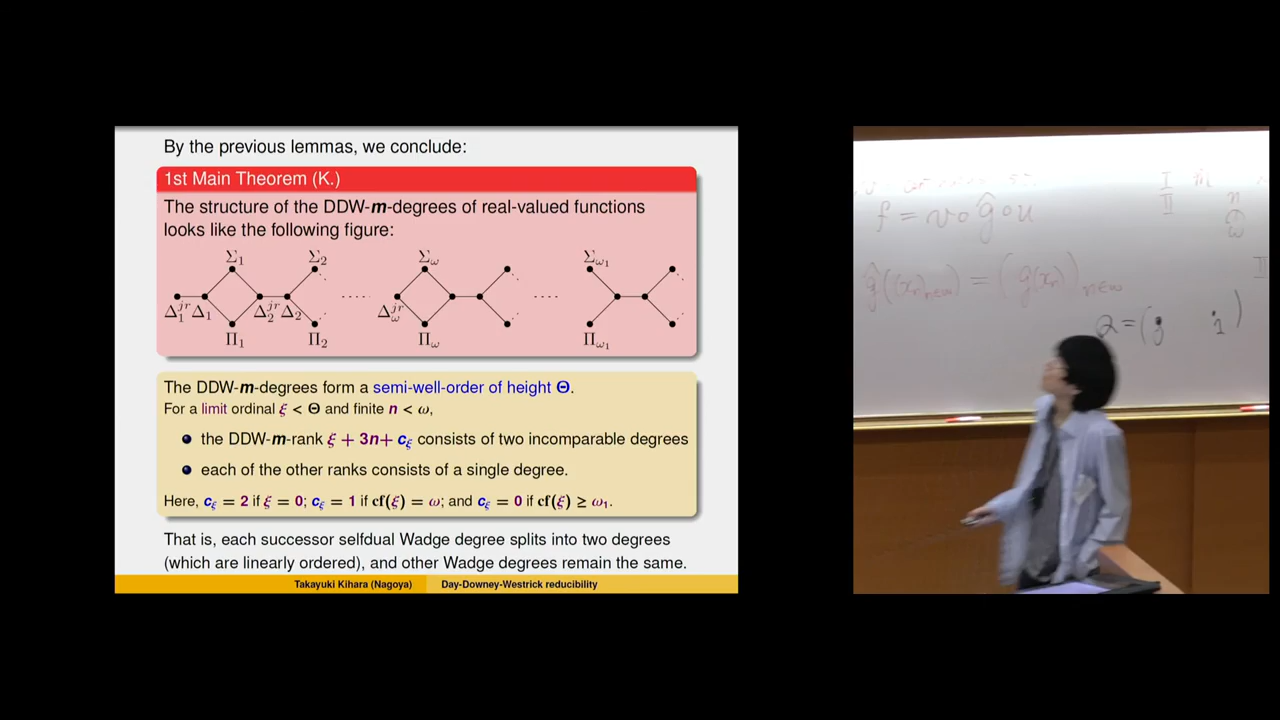 By the previous lemmas, we conclude:
1st Main Theorem (K.)
The structure of the DDW-m-degrees of real-valued functions
looks like the following figure:
Σ₁ Σ₂ Σ_ω Σ_ω₁
Δ₁^jr Δ₁ Δ₂^jr Δ₂ ..... Δ_ω^jr ....
Π₁ Π₂ Π_ω Π_ω₁
The DDW-m-degrees form a semi-well-order of height Θ.
For a limit ordinal ξ < Θ and finite n < ω,
the DDW-m-rank ξ + 3n+ c_ξ consists of two incomparable degrees
each of the other ranks consists of a single degree.
Here, c_ξ = 2 if ξ = 0; c_ξ = 1 if cf(ξ) = ω; and c_ξ = 0 if cf(ξ) ≥ ω₁.
That is, each successor selfdual Wadge degree splits into two degrees
(which are linearly ordered), and other Wadge degrees remain the same.
Takayuki Kihara (Nagoya) Day-Downey-Westrick reducibility
f = v∘ĝ∘u
ĝ((xₙ)ₙ∈ω) = (g(xₙ))ₙ∈ω
I
II